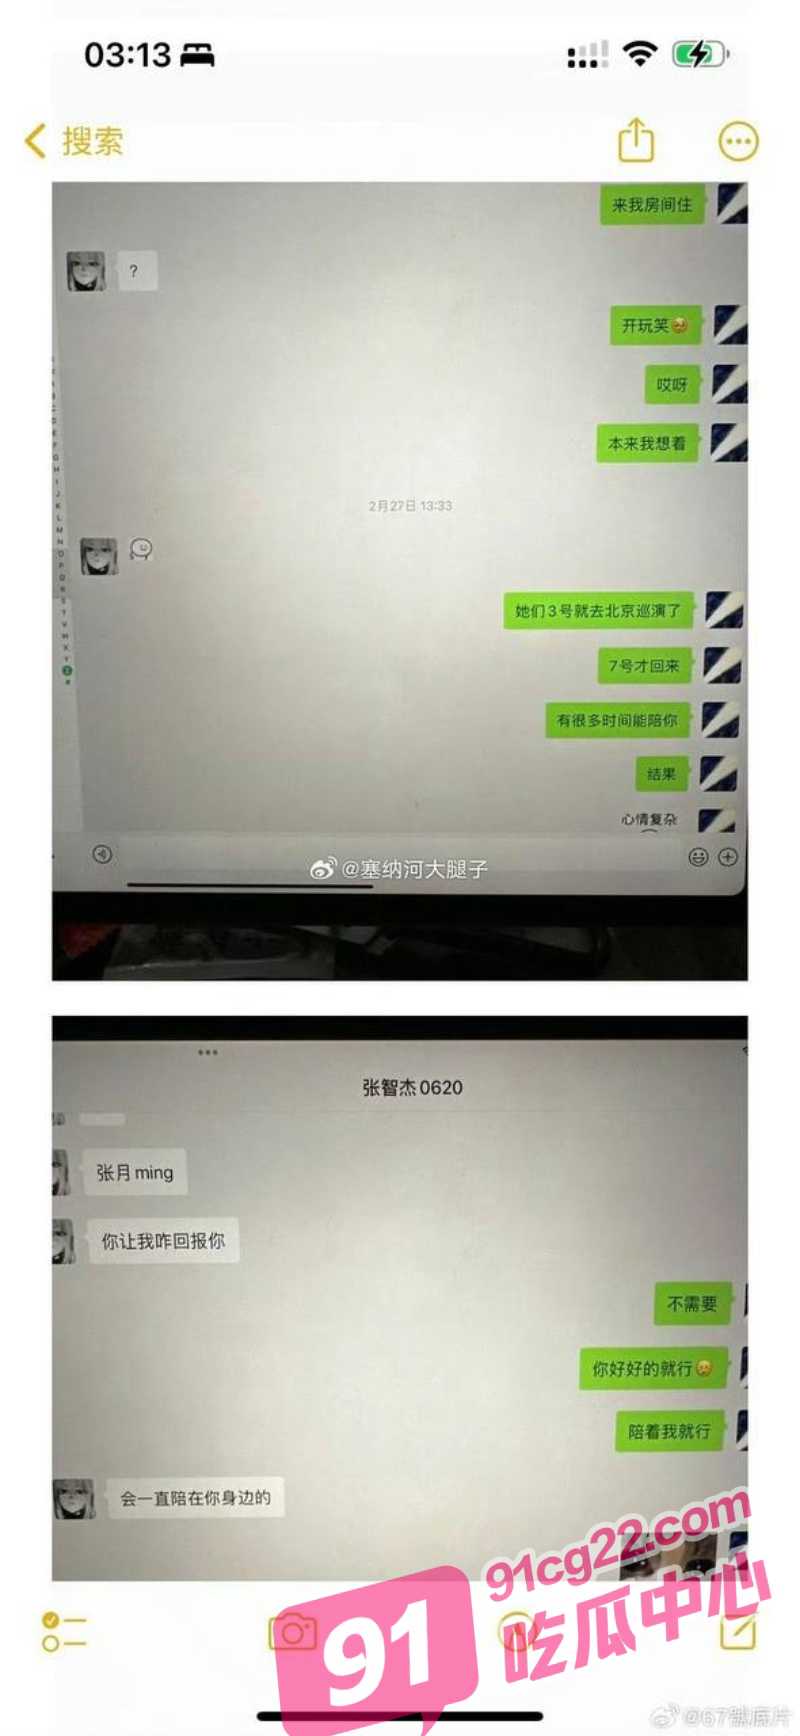 03:13
搜索
来我房间住
?
开玩笑🥹
哎呀
本来我想着
2月27日 13:33
她们3号就去北京巡演了
7号才回来
有很多时间能陪你
结果
心情复杂
@塞纳河大腿子
张智杰0620
张月ming
你让我咋回报你
不需要
你好好的就行😢
陪着我就行
会一直陪在你身边的
91cg22.com
91
吃瓜中心
@67號底片